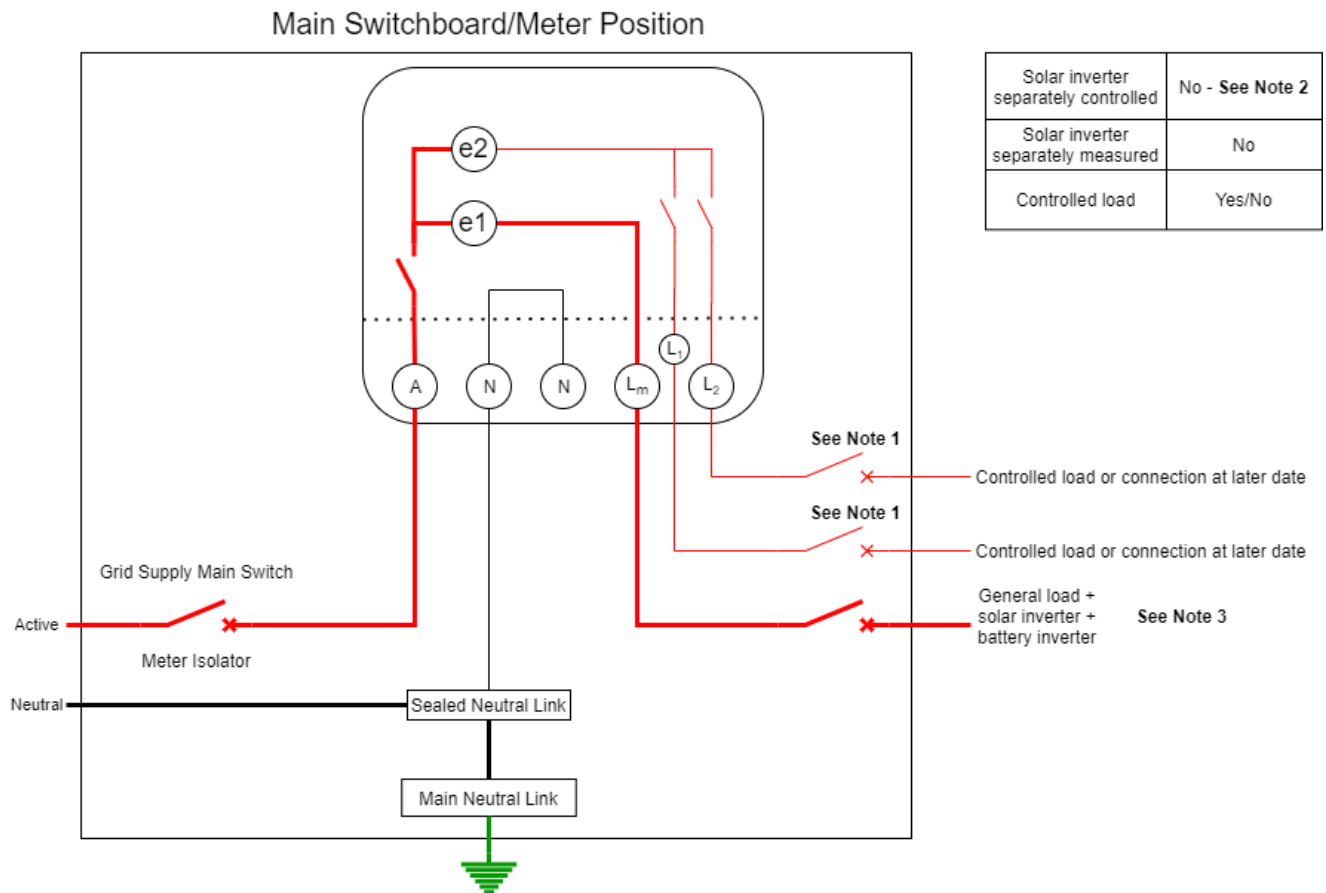 Main Switchboard/Meter Position
Solar inverter
separately controlled
No - See Note 2
Solar inverter
separately measured
No
Controlled load
Yes/No
e2
e1
L1
A
N
N
Lm
L2
See Note 1
Controlled load or connection at later date
See Note 1
Controlled load or connection at later date
Grid Supply Main Switch
Active
Meter Isolator
General load +
solar inverter +
battery inverter
See Note 3
Neutral
Sealed Neutral Link
Main Neutral Link